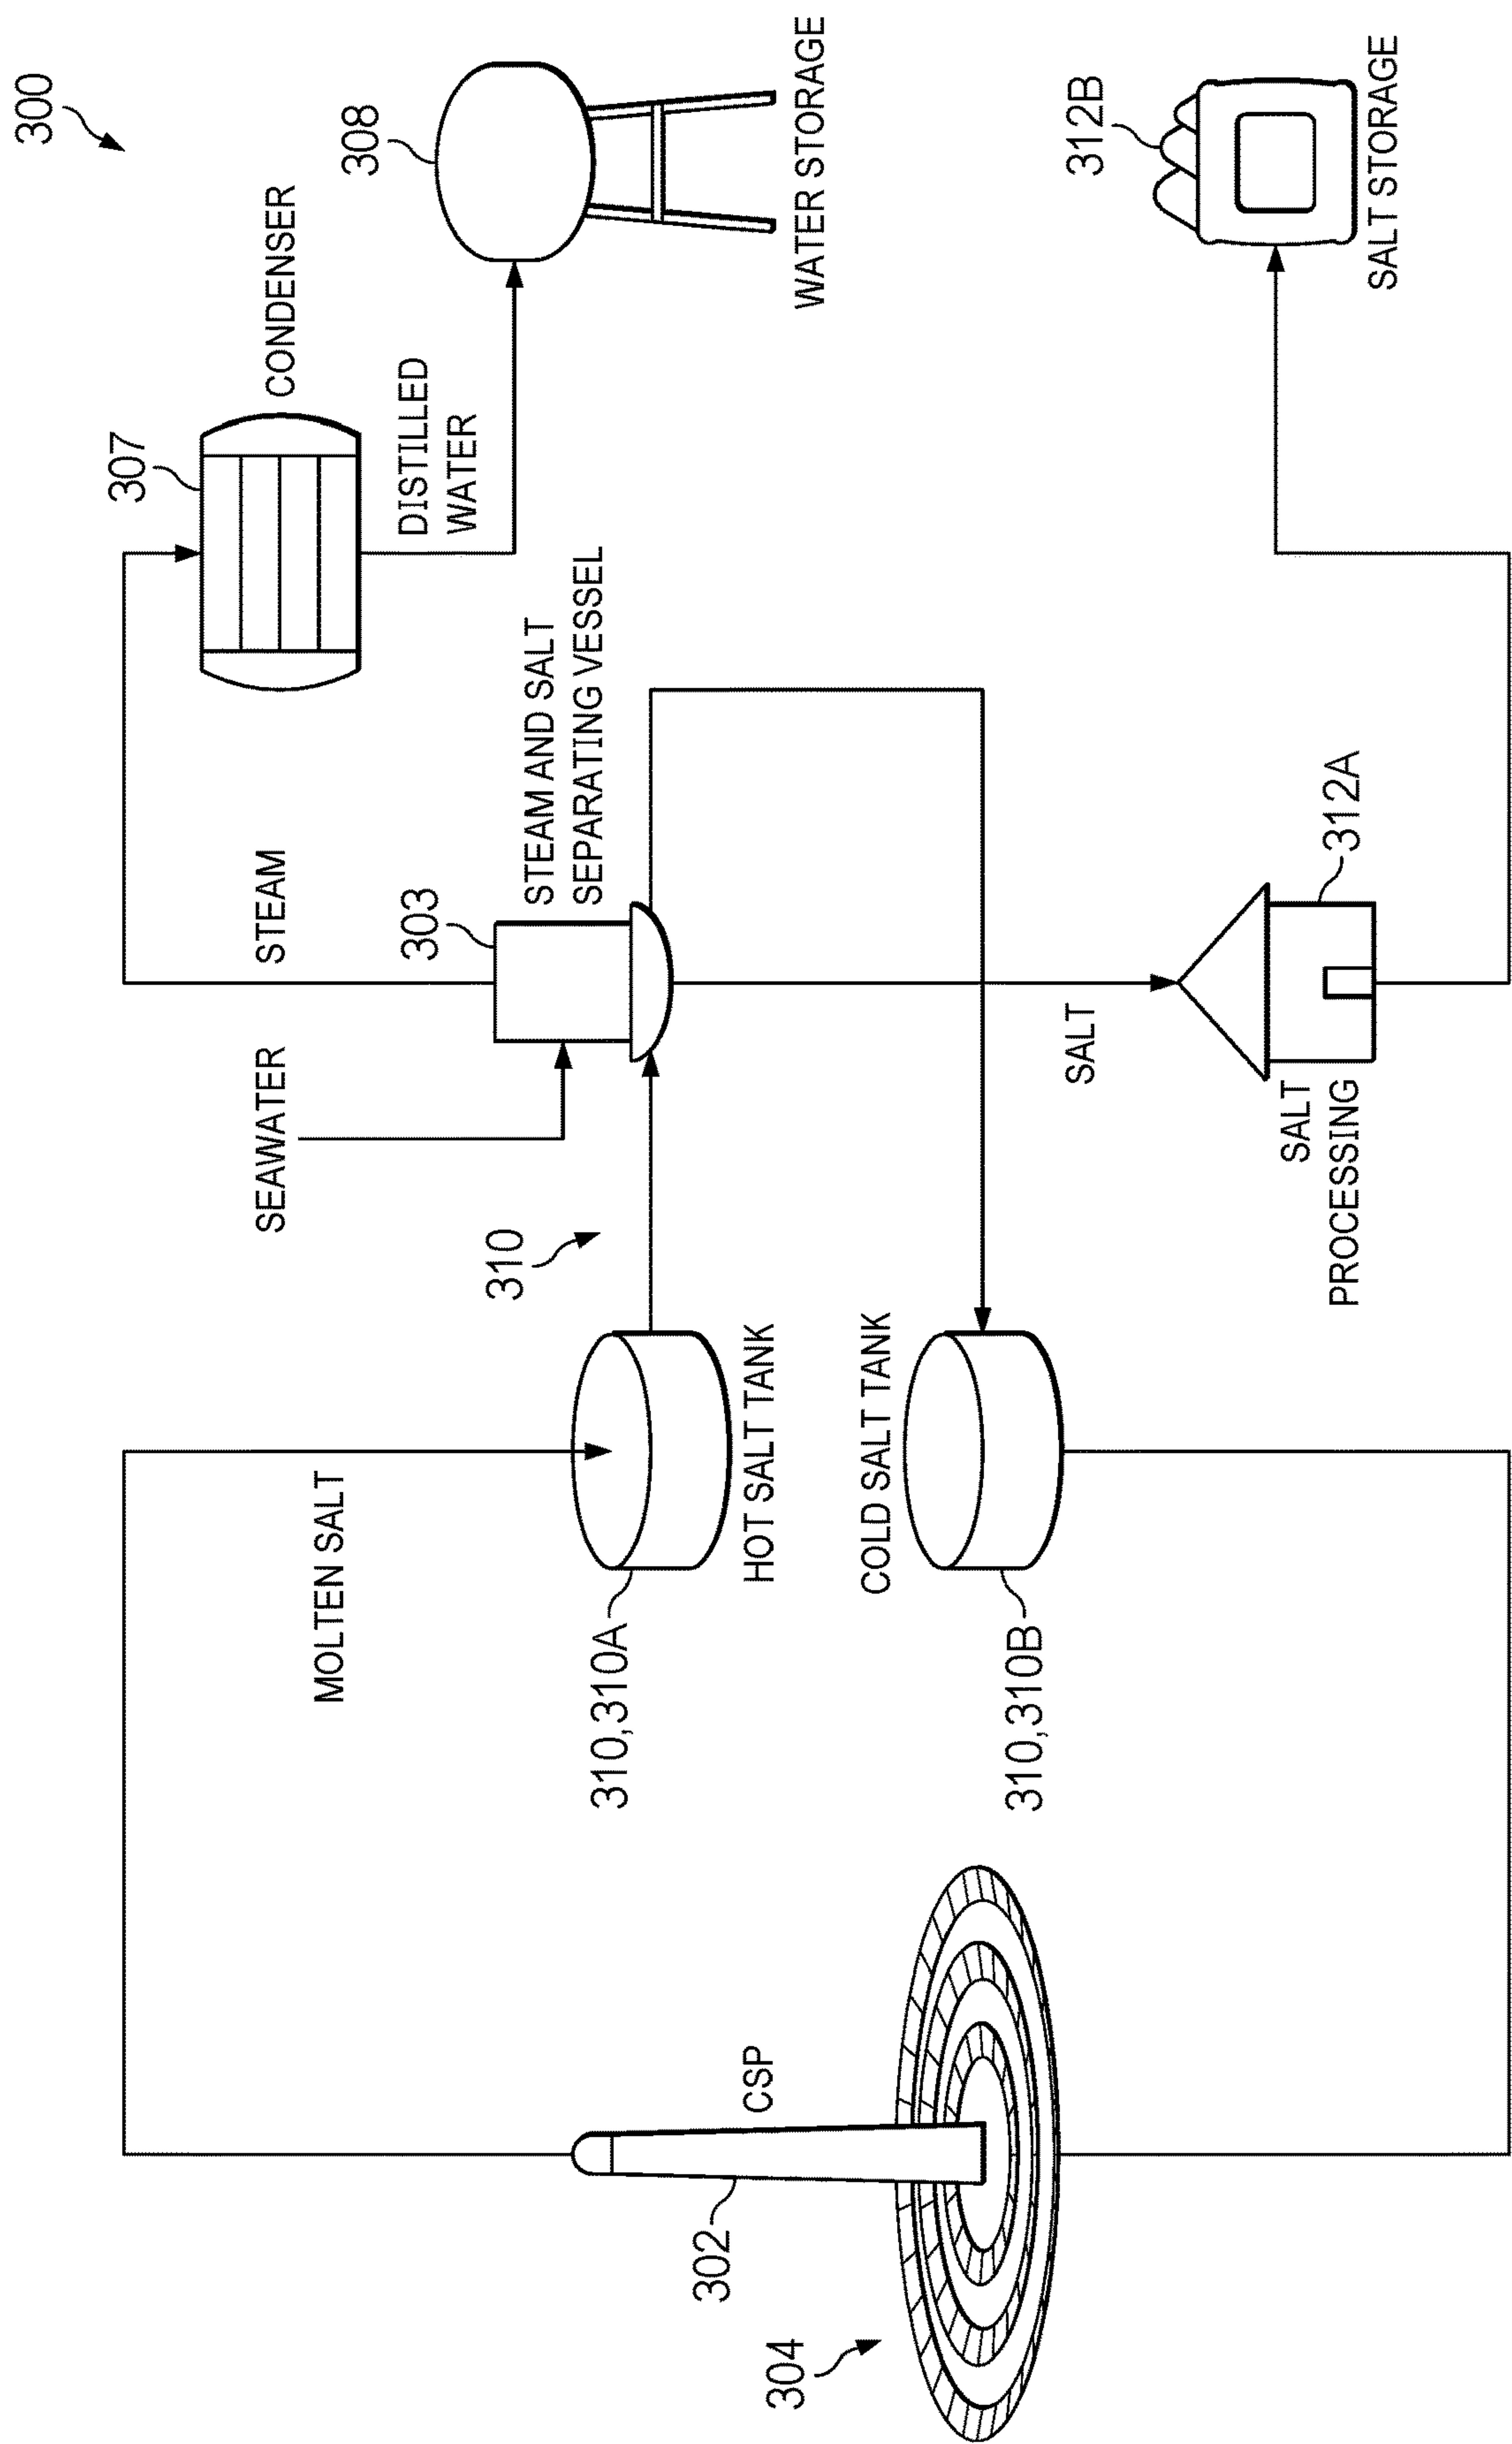 300
MOLTEN SALT
SEAWATER
STEAM
307
CONDENSER
DISTILLED
WATER
308
WATER STORAGE
303
STEAM AND SALT
SEPARATING VESSEL
310
310,310A
HOT SALT TANK
302
CSP
304
COLD SALT TANK
310,310B
SALT
SALT
PROCESSING
312A
312B
SALT STORAGE